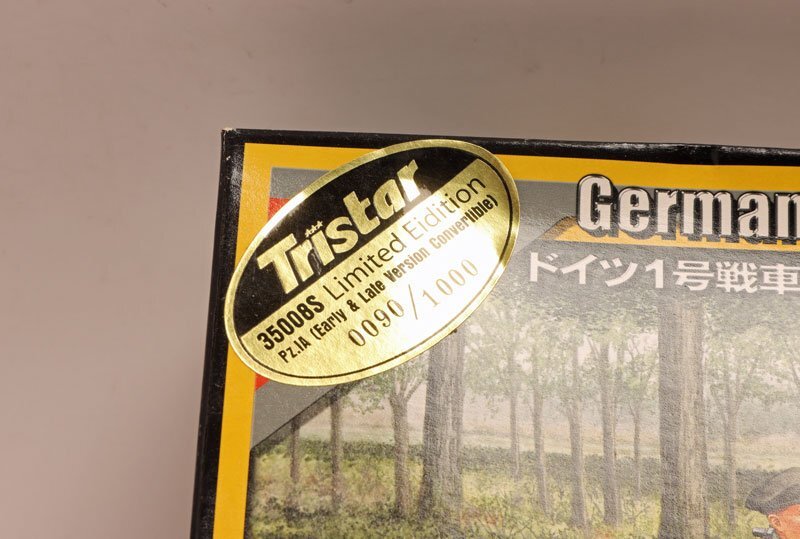 Tristar
35008S Limited Eidition
Pz.IA (Early & Late Version Convertible)
0090/1000
German
ドイツ1号戦車